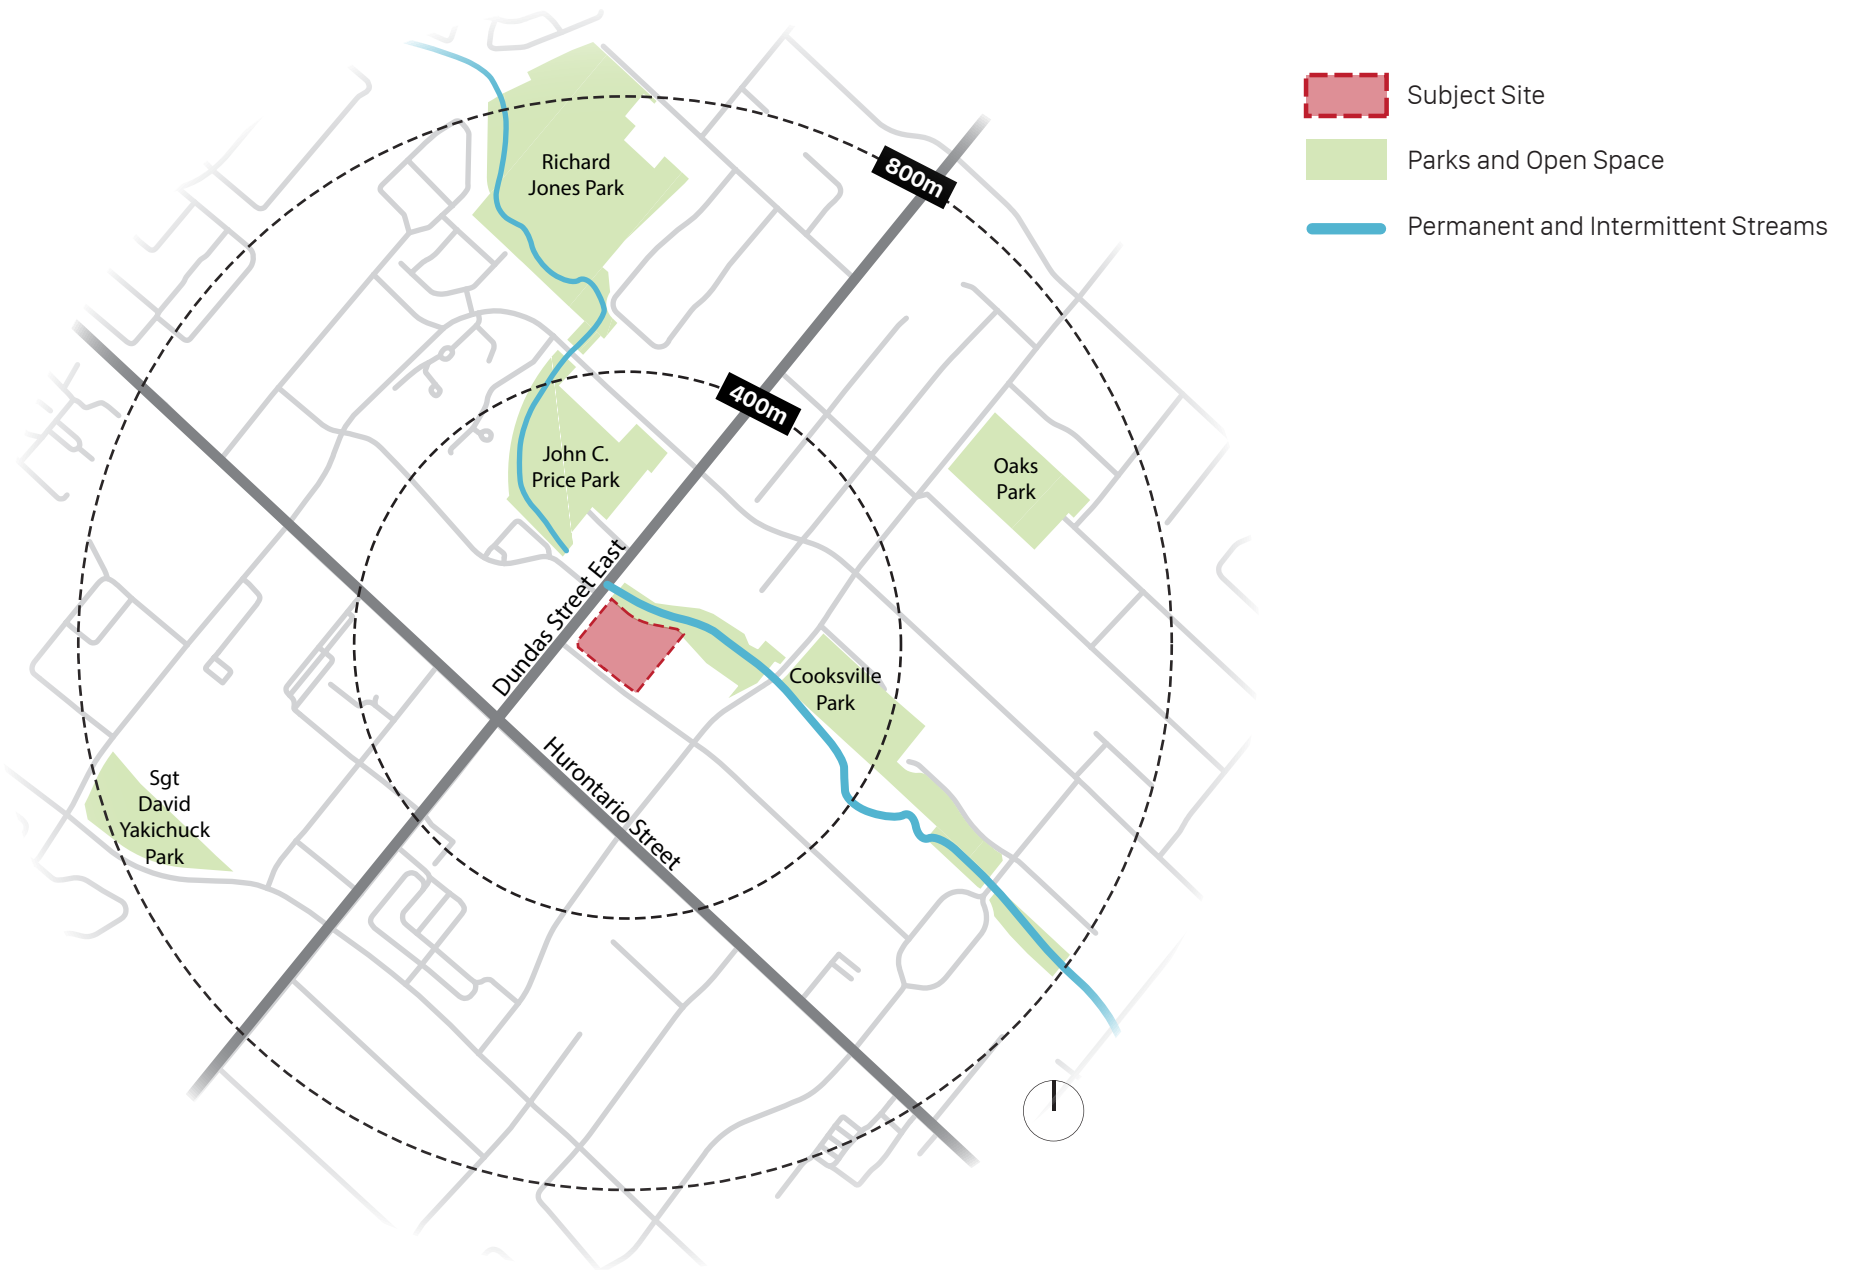 Richard
Jones Park
800m
400m
John C.
Price Park
Oaks
Park
Dundas Street East
Cooksville
Park
Hurontario Street
Sgt
David
Yakichuck
Park
Subject Site
Parks and Open Space
Permanent and Intermittent Streams